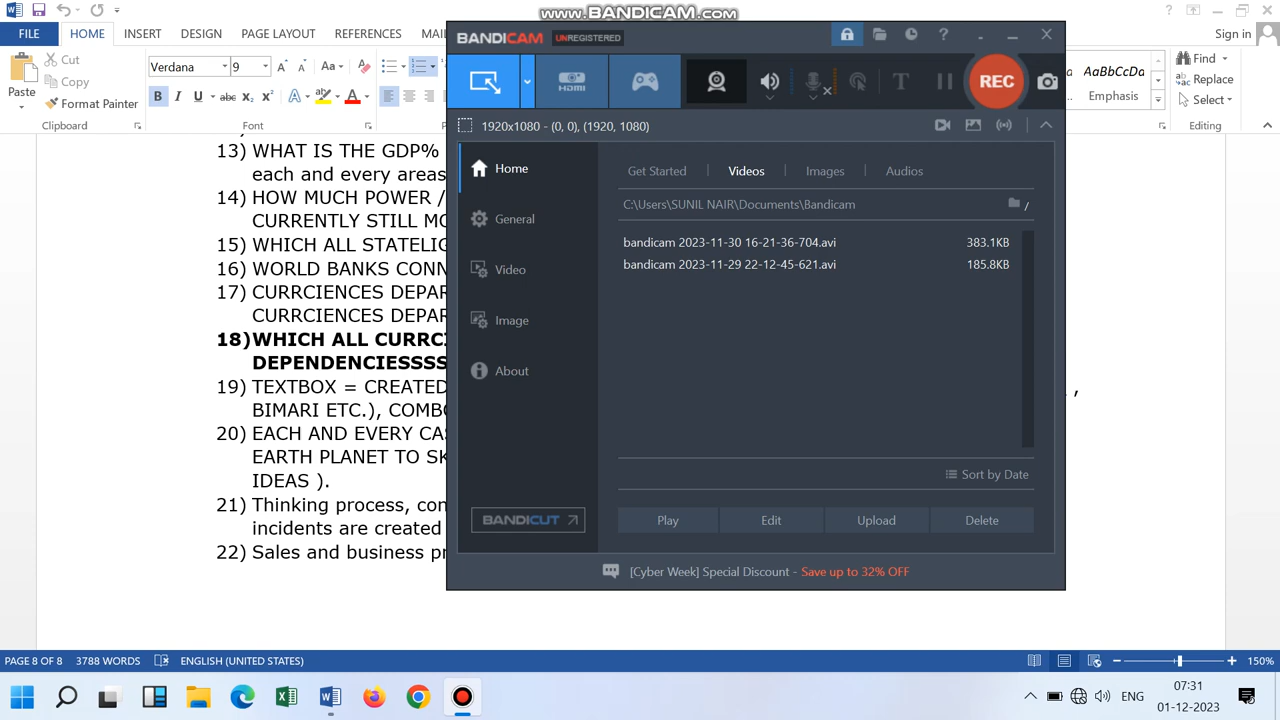 www.BANDICAM.com
Sign in
FILE HOME INSERT DESIGN PAGE LAYOUT REFERENCES MAI
BANDICAM UNREGISTERED
Paste
Cut
Copy
Format Painter
Clipboard
Verdana 9
Aa
B I U abc x₂ x²
Font
REC
AaBbCcDa
Emphasis
Find
Replace
Select
Editing
1920x1080 - (0, 0), (1920, 1080)
Home
General
Video
Image
About
BANDICUT
Get Started Videos Images Audios
C:\Users\SUNIL NAIR\Documents\Bandicam
/
bandicam 2023-11-30 16-21-36-704.avi 383.1KB
bandicam 2023-11-29 22-12-45-621.avi 185.8KB
Sort by Date
Play Edit Upload Delete
[Cyber Week] Special Discount - Save up to 32% OFF
13) WHAT IS THE GDP%
each and every areas
14) HOW MUCH POWER /
CURRENTLY STILL MO
15) WHICH ALL STATELIG
16) WORLD BANKS CONN
17) CURRCIENCES DEPAR
CURRCIENCES DEPAR
18) WHICH ALL CURRCI
DEPENDENCIESSSS
19) TEXTBOX = CREATED
BIMARI ETC.), COMBO
20) EACH AND EVERY CAS
EARTH PLANET TO SK
IDEAS ).
21) Thinking process, con
incidents are created
22) Sales and business pr
PAGE 8 OF 8 3788 WORDS ENGLISH (UNITED STATES) 150%
ENG
07:31
01-12-2023